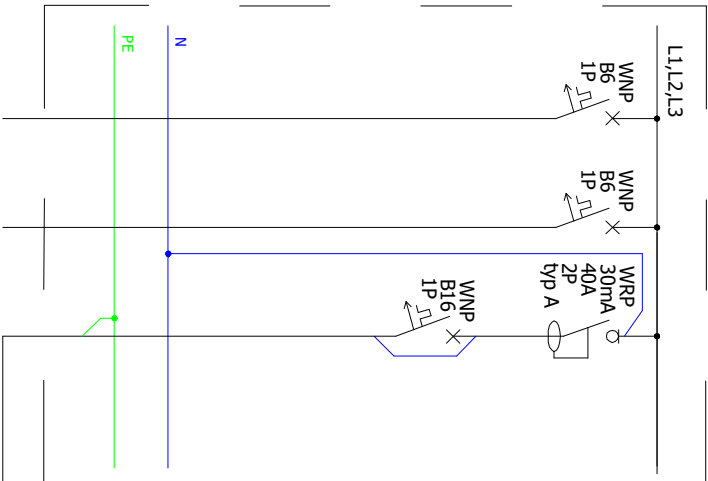 L1,L2,L3
WNP
B6
1P
WNP
B6
1P
WRP
30mA
40A
2P
typ A
WNP
B16
1P
N
PE